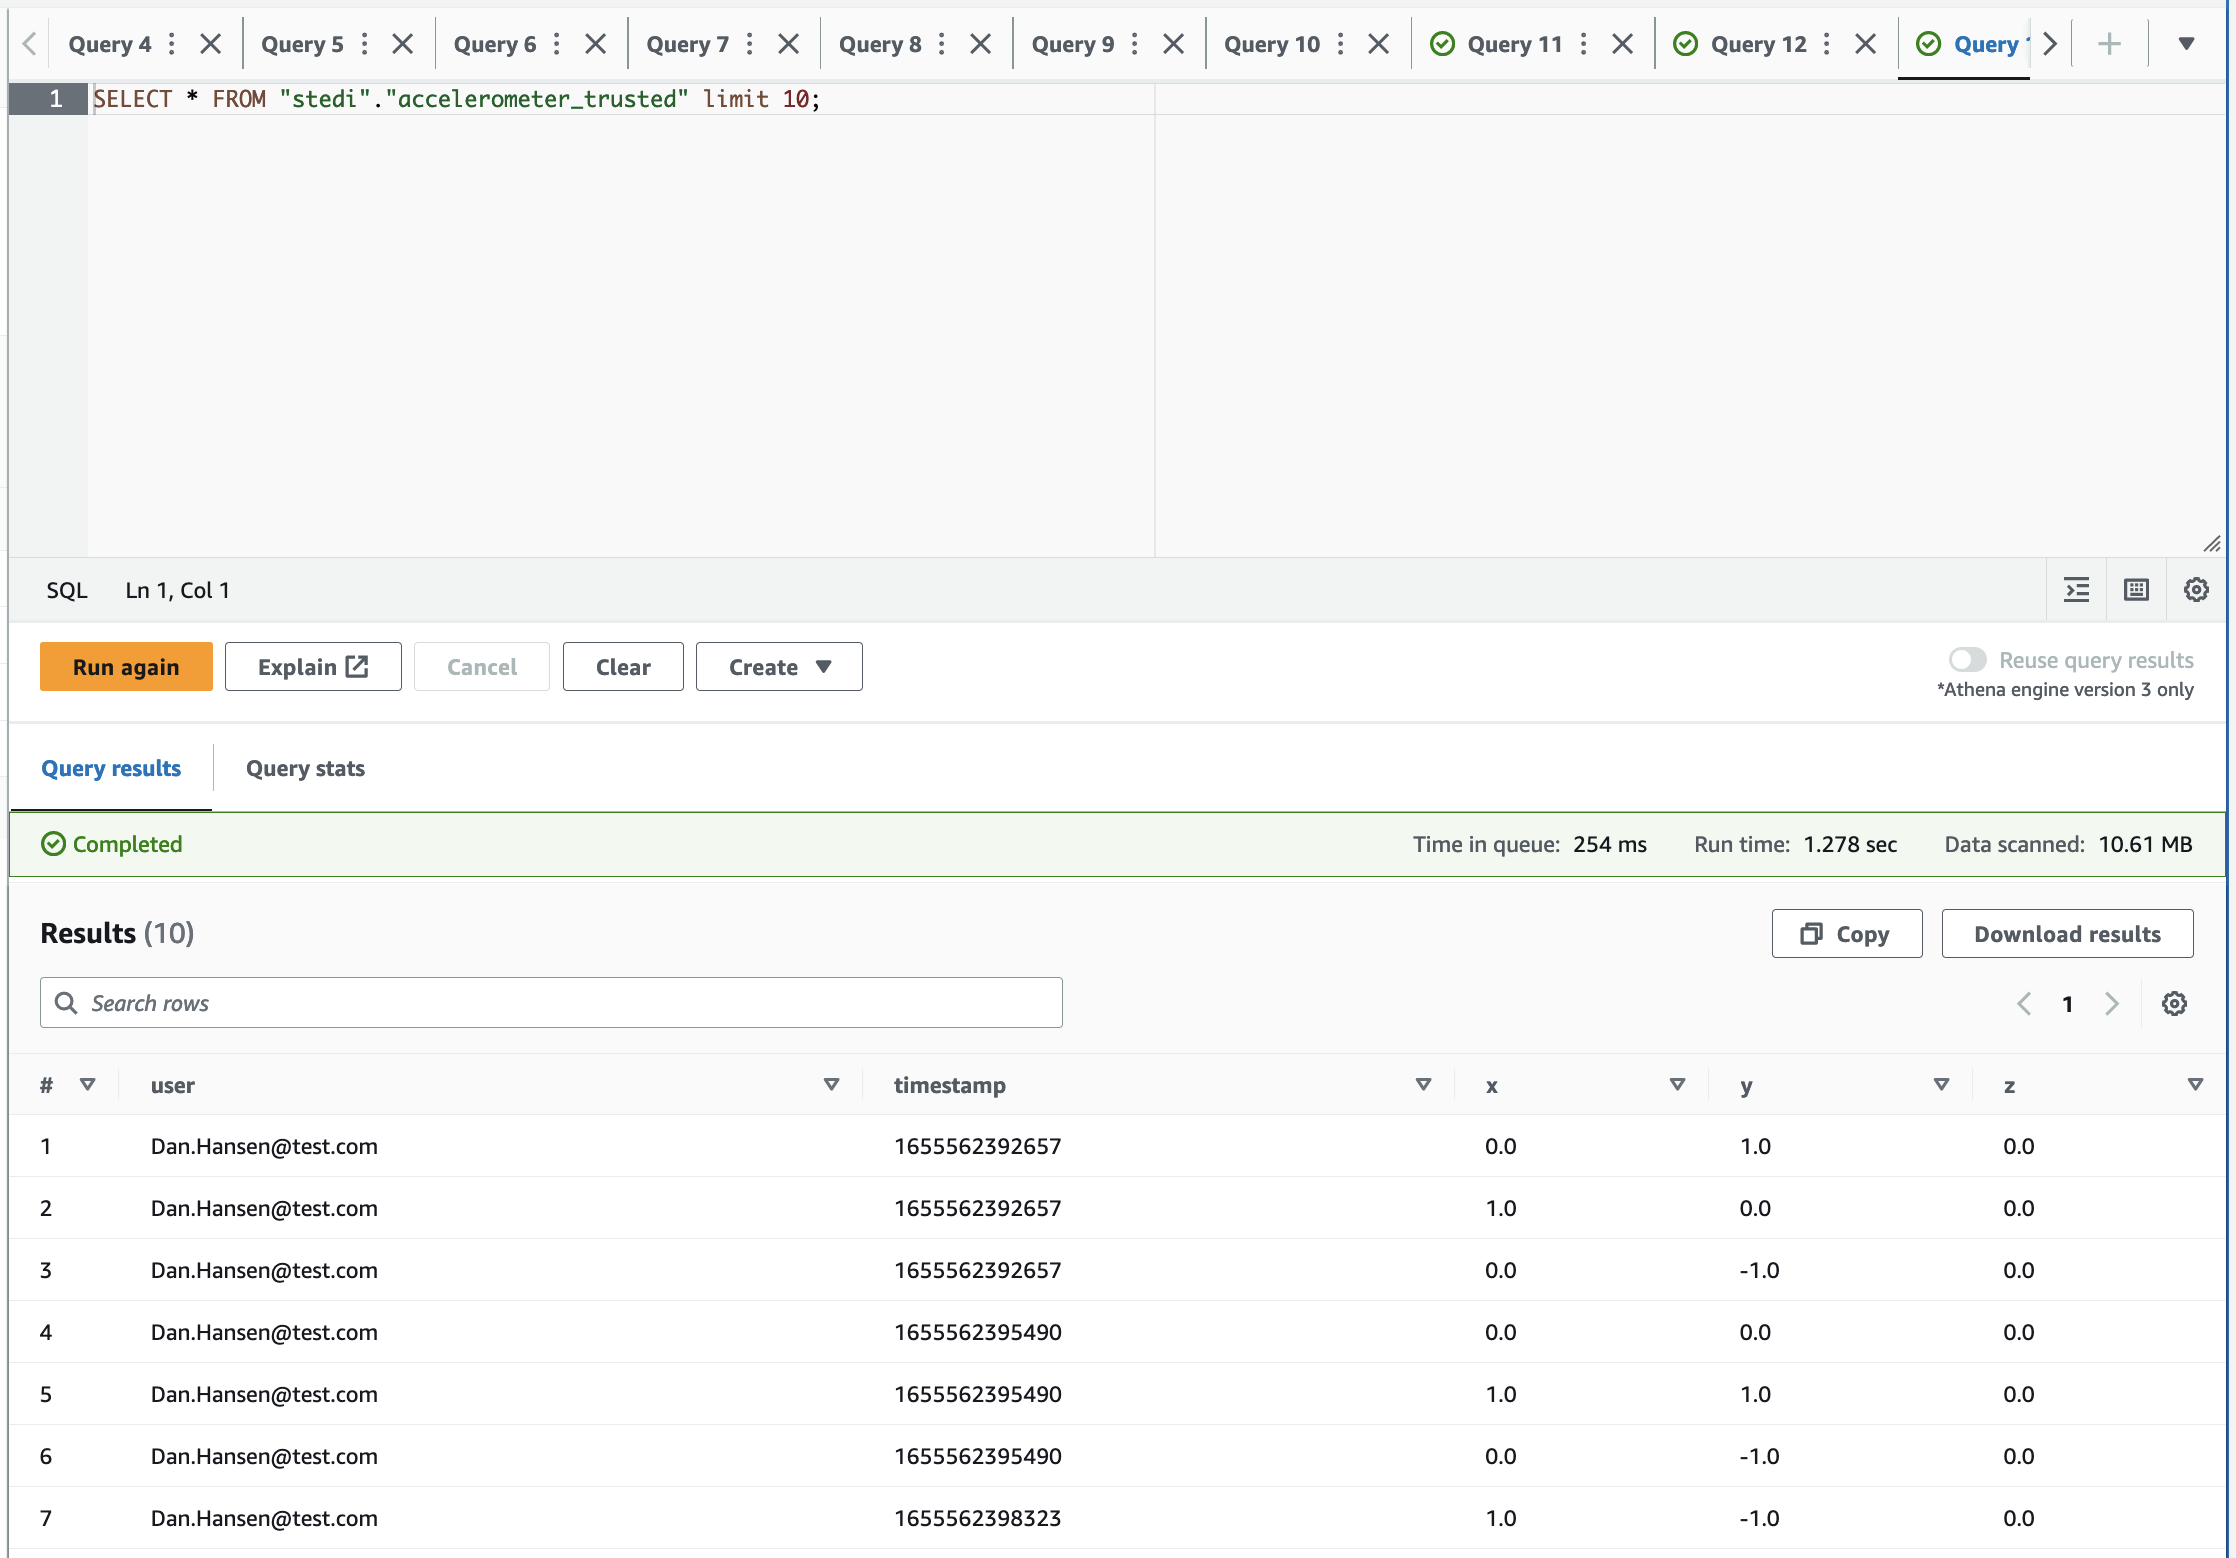 Query 4 Query 5 Query 6 Query 7 Query 8 Query 9 Query 10 Query 11 Query 12 Query
1 SELECT * FROM "stedi"."accelerometer_trusted" limit 10;
SQL Ln 1, Col 1
Run again Explain Cancel Clear Create
Reuse query results
*Athena engine version 3 only
Query results Query stats
Completed Time in queue: 254 ms Run time: 1.278 sec Data scanned: 10.61 MB
Results (10) Copy Download results
Search rows 1
# user timestamp x y z
1 Dan.Hansen@test.com 1655562392657 0.0 1.0 0.0
2 Dan.Hansen@test.com 1655562392657 1.0 0.0 0.0
3 Dan.Hansen@test.com 1655562392657 0.0 -1.0 0.0
4 Dan.Hansen@test.com 1655562395490 0.0 0.0 0.0
5 Dan.Hansen@test.com 1655562395490 1.0 1.0 0.0
6 Dan.Hansen@test.com 1655562395490 0.0 -1.0 0.0
7 Dan.Hansen@test.com 1655562398323 1.0 -1.0 0.0